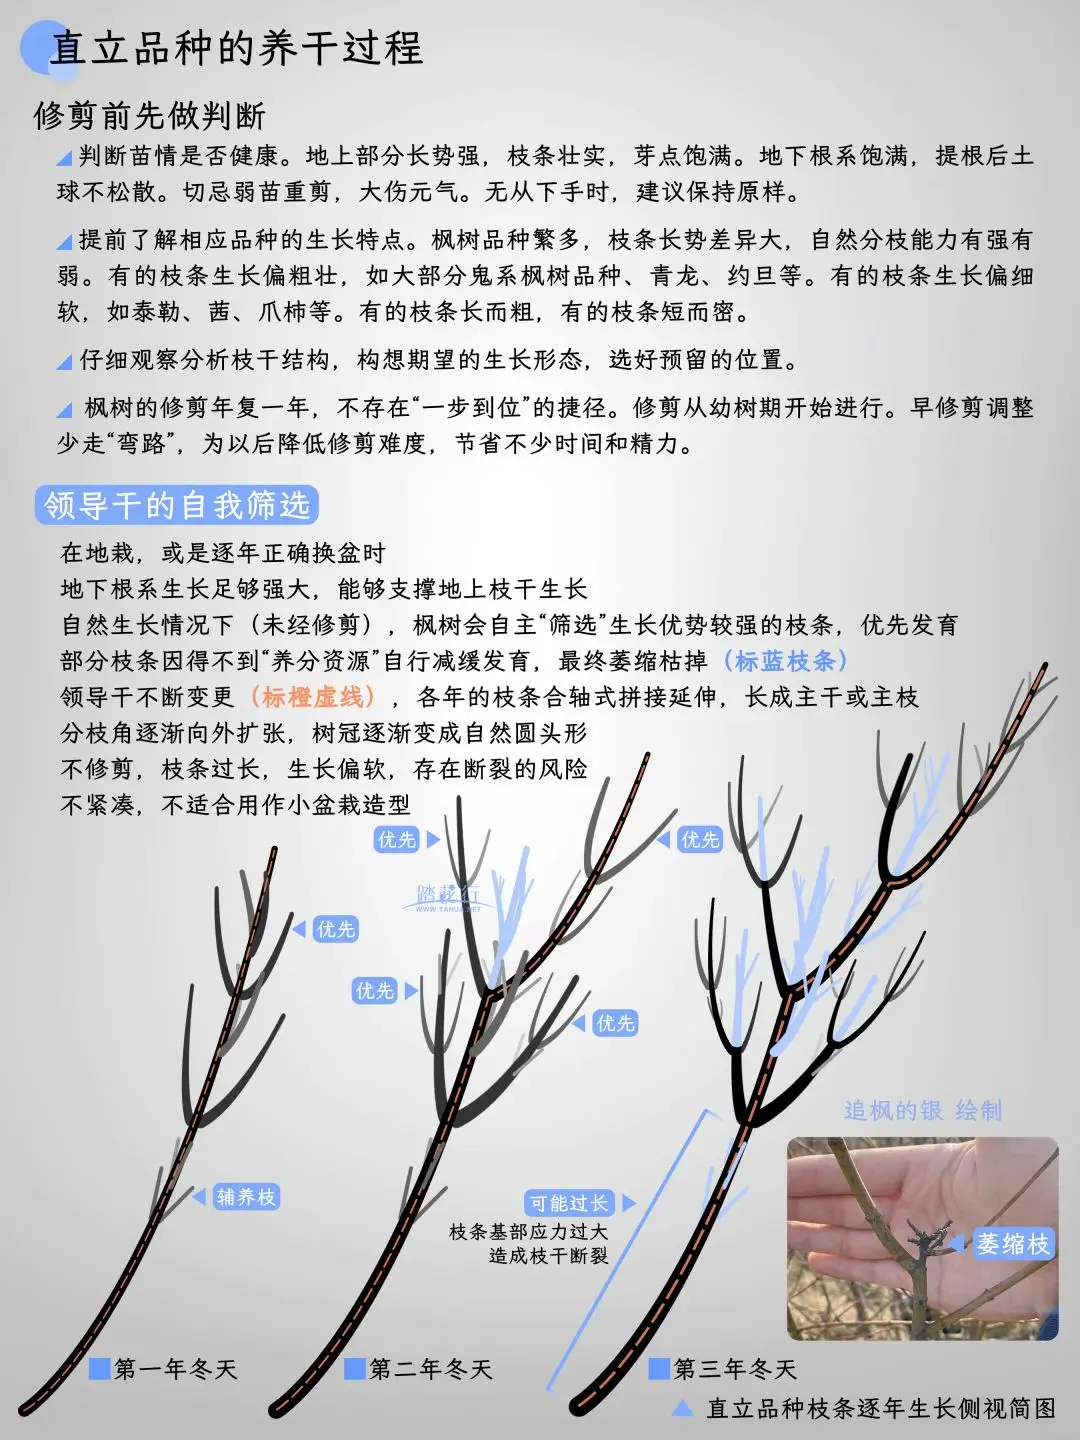 直立品种的养干过程
修剪前先做判断
判断苗情是否健康。地上部分长势强，枝条壮实，芽点饱满。地下根系饱满，提根后土
球不松散。切忌弱苗重剪，大伤元气。无从下手时，建议保持原样。
提前了解相应品种的生长特点。枫树品种繁多，枝条长势差异大，自然分枝能力有强有
弱。有的枝条生长偏粗壮，如大部分鬼系枫树品种、青龙、约旦等。有的枝条生长偏细
软，如泰勒、茜、爪柿等。有的枝条长而粗，有的枝条短而密。
仔细观察分析枝干结构，构想期望的生长形态，选好预留的位置。
枫树的修剪年复一年，不存在“一步到位”的捷径。修剪从幼树期开始进行。早修剪调整
少走“弯路”，为以后降低修剪难度，节省不少时间和精力。
领导干的自我筛选
在地栽，或是逐年正确换盆时
地下根系生长足够强大，能够支撑地上枝干生长
自然生长情况下（未经修剪），枫树会自主“筛选”生长优势较强的枝条，优先发育
部分枝条因得不到“养分资源”自行减缓发育，最终萎缩枯掉（标蓝枝条）
领导干不断变更（标橙虚线），各年的枝条合轴式拼接延伸，长成主干或主枝
分枝角逐渐向外扩张，树冠逐渐变成自然圆头形
不修剪，枝条过长，生长偏软，存在断裂的风险
不紧凑，不适合用作小盆栽造型
优先
优先
踏花行
WWW.TAHUA.NET
优先
优先
优先
追枫的银 绘制
辅养枝
可能过长
枝条基部应力过大
造成枝干断裂
萎缩枝
第一年冬天
第二年冬天
第三年冬天
直立品种枝条逐年生长侧视简图